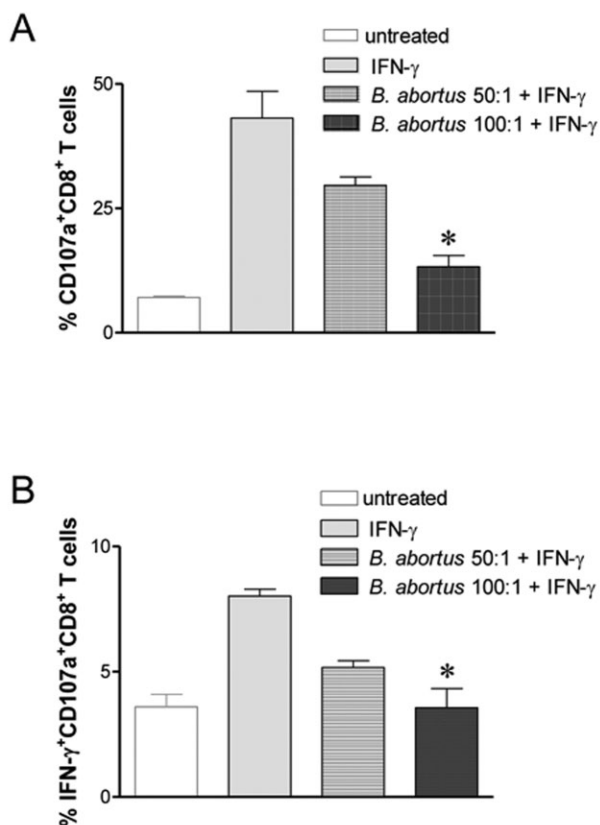 A
untreated
IFN-γ
B. abortus 50:1 + IFN-γ
B. abortus 100:1 + IFN-γ
% CD107a⁺CD8⁺ T cells
50
25
0
*
B
untreated
IFN-γ
B. abortus 50:1 + IFN-γ
B. abortus 100:1 + IFN-γ
% IFN-γ⁺CD107a⁺CD8⁺ T cells
10
5
0
*